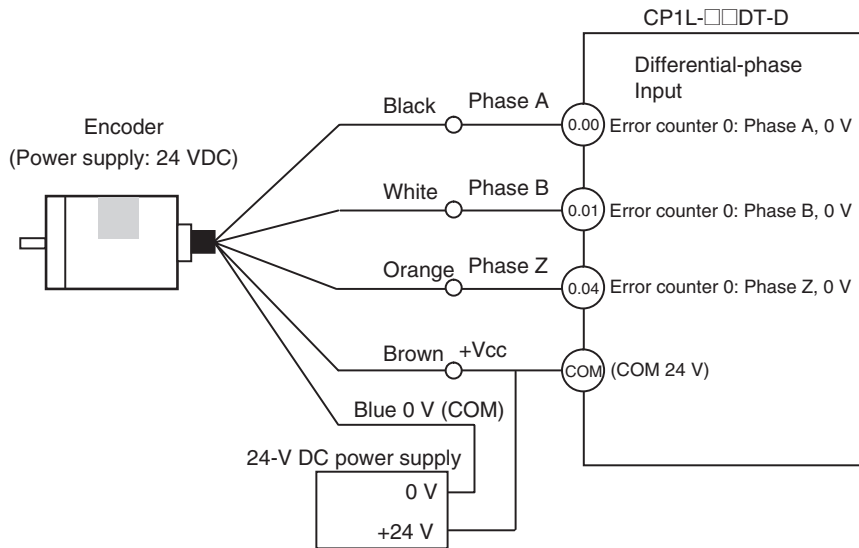 CP1L-□□DT-D
Differential-phase
Input
Encoder
(Power supply: 24 VDC)
Black
Phase A
0.00
Error counter 0: Phase A, 0 V
White
Phase B
0.01
Error counter 0: Phase B, 0 V
Orange
Phase Z
0.04
Error counter 0: Phase Z, 0 V
Brown
+Vcc
COM
(COM 24 V)
Blue 0 V (COM)
24-V DC power supply
0 V
+24 V